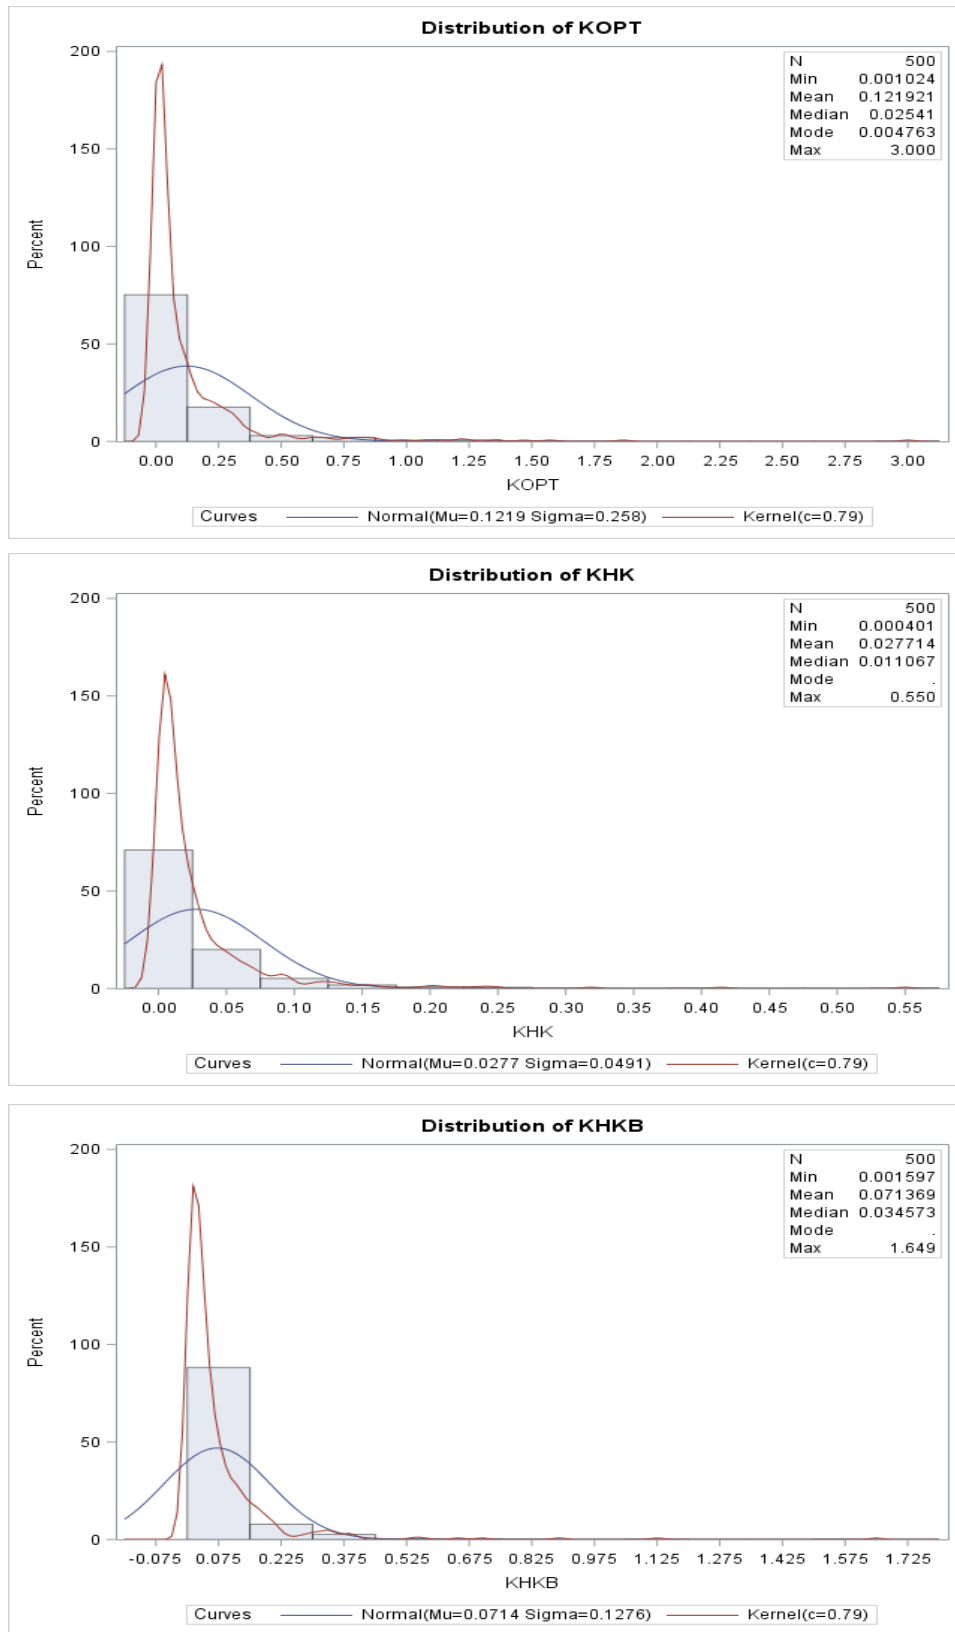 Distribution of KOPT
200
150
100
50
0
Percent
N 500
Min 0.001024
Mean 0.121921
Median 0.02541
Mode 0.004763
Max 3.000
0.00 0.25 0.50 0.75 1.00 1.25 1.50 1.75 2.00 2.25 2.50 2.75 3.00
KOPT
Curves Normal(Mu=0.1219 Sigma=0.258) Kernel(c=0.79)
Distribution of KHK
200
150
100
50
0
Percent
N 500
Min 0.000401
Mean 0.027714
Median 0.011067
Mode .
Max 0.550
0.00 0.05 0.10 0.15 0.20 0.25 0.30 0.35 0.40 0.45 0.50 0.55
KHK
Curves Normal(Mu=0.0277 Sigma=0.0491) Kernel(c=0.79)
Distribution of KHKB
200
150
100
50
0
Percent
N 500
Min 0.001597
Mean 0.071369
Median 0.034573
Mode .
Max 1.649
-0.075 0.075 0.225 0.375 0.525 0.675 0.825 0.975 1.125 1.275 1.425 1.575 1.725
KHKB
Curves Normal(Mu=0.0714 Sigma=0.1276) Kernel(c=0.79)